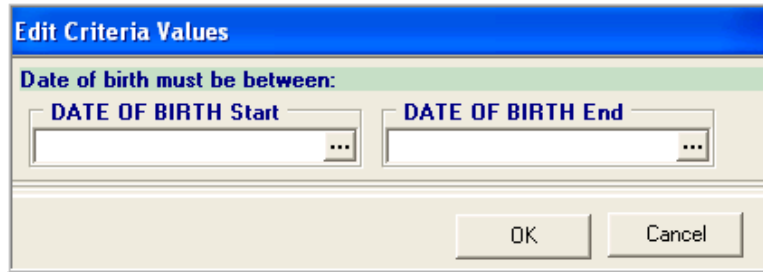 Edit Criteria Values
Date of birth must be between:
DATE OF BIRTH Start DATE OF BIRTH End
... ...
OK Cancel